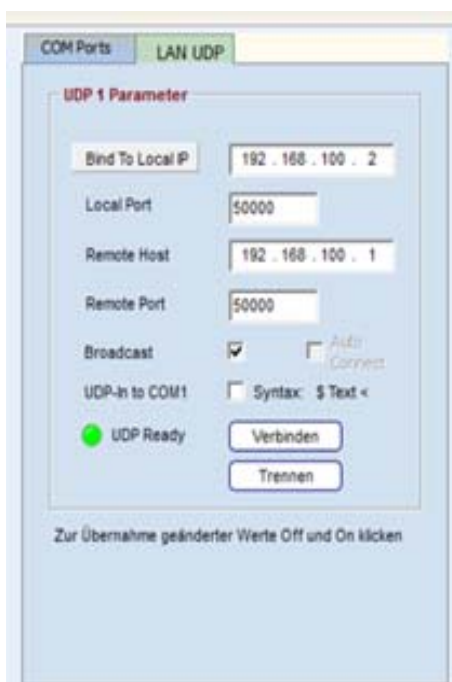 COM Ports LAN UDP
UDP 1 Parameter
Bind To Local IP 192 . 168 . 100 . 2
Local Port 50000
Remote Host 192 . 168 . 100 . 1
Remote Port 50000
Broadcast Auto
Connect
UDP-In to COM1 Syntax: $ Text <
UDP Ready Verbinden
Trennen
Zur Übernahme geänderter Werte Off und On klicken